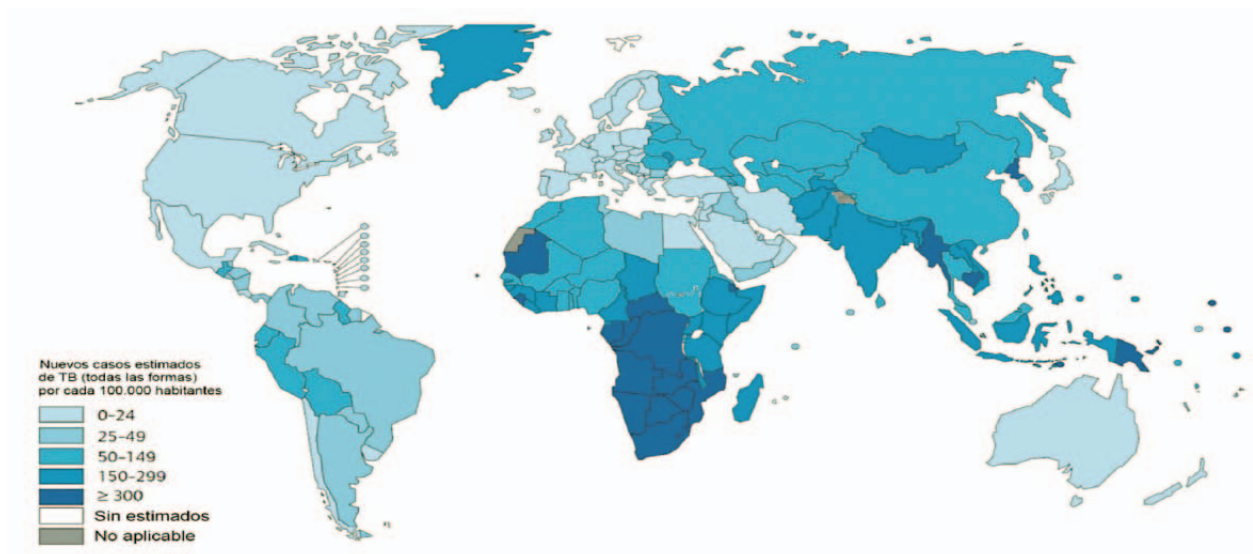 Nuevos casos estimados
de TB (todas las formas)
por cada 100.000 habitantes
0–24
25–49
50–149
150–299
≥ 300
Sin estimados
No aplicable